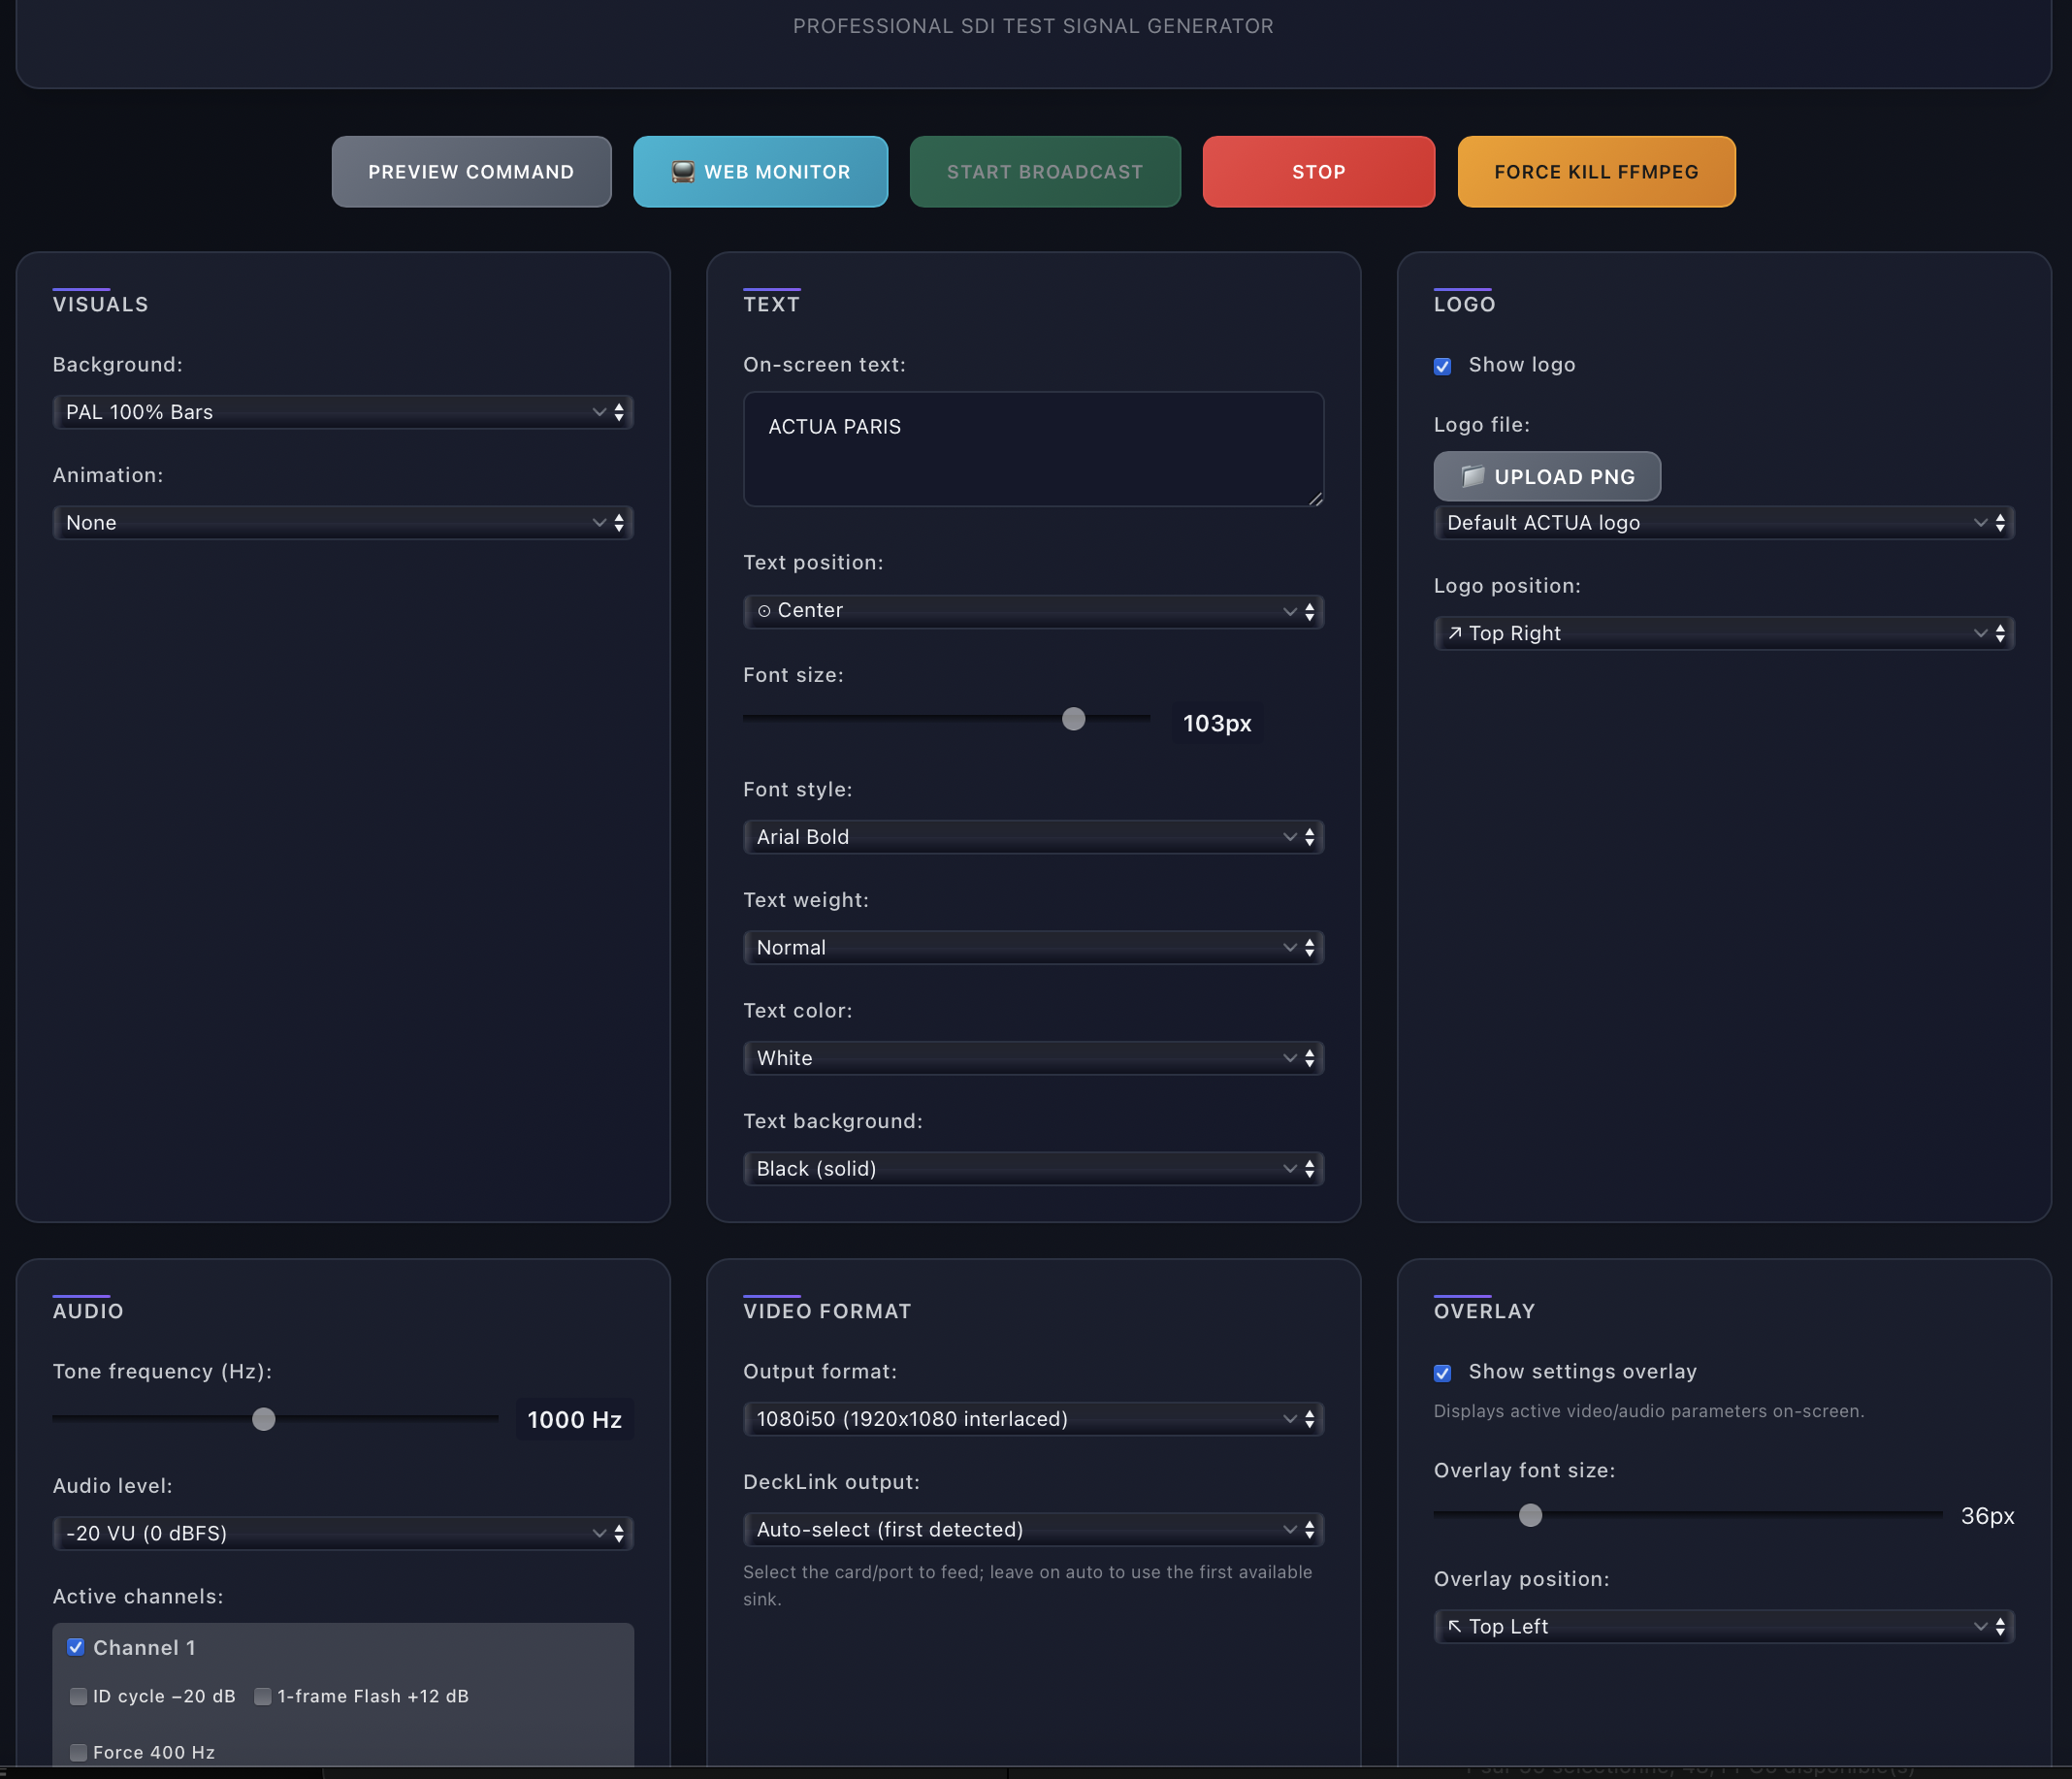 PROFESSIONAL SDI TEST SIGNAL GENERATOR
PREVIEW COMMAND
WEB MONITOR
START BROADCAST
STOP
FORCE KILL FFMPEG
VISUALS
Background:
PAL 100% Bars
Animation:
None
TEXT
On-screen text:
ACTUA PARIS
Text position:
⊙ Center
Font size:
103px
Font style:
Arial Bold
Text weight:
Normal
Text color:
White
Text background:
Black (solid)
LOGO
Show logo
Logo file:
UPLOAD PNG
Default ACTUA logo
Logo position:
↗ Top Right
AUDIO
Tone frequency (Hz):
1000 Hz
Audio level:
-20 VU (0 dBFS)
Active channels:
Channel 1
ID cycle −20 dB
1-frame Flash +12 dB
Force 400 Hz
VIDEO FORMAT
Output format:
1080i50 (1920x1080 interlaced)
DeckLink output:
Auto-select (first detected)
Select the card/port to feed; leave on auto to use the first available
sink.
OVERLAY
Show settings overlay
Displays active video/audio parameters on-screen.
Overlay font size:
36px
Overlay position:
↖ Top Left